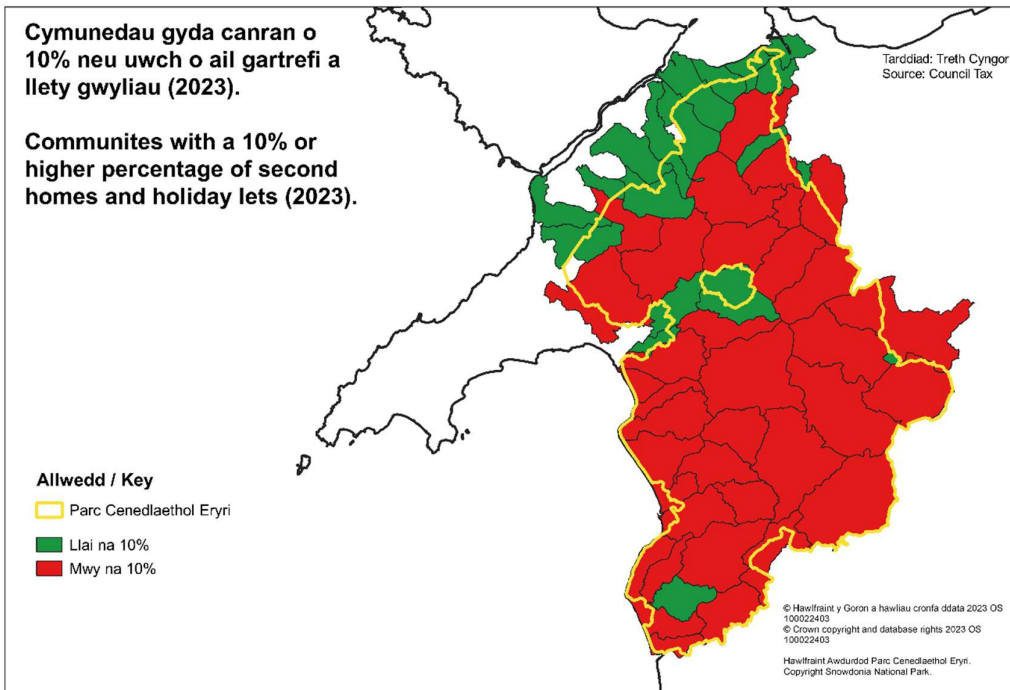 Cymunedau gyda canran o
10% neu uwch o ail gartrefi a
llety gwyliau (2023).
Communites with a 10% or
higher percentage of second
homes and holiday lets (2023).
Tarddiad: Treth Cyngor
Source: Council Tax
Allwedd / Key
Parc Cenedlaethol Eryri
Llai na 10%
Mwy na 10%
© Hawlfraint y Goron a hawliau cronfa ddata 2023 OS
100022403
© Crown copyright and database rights 2023 OS
100022403
Hawlfraint Awdurdod Parc Cenedlaethol Eryri.
Copyright Snowdonia National Park.